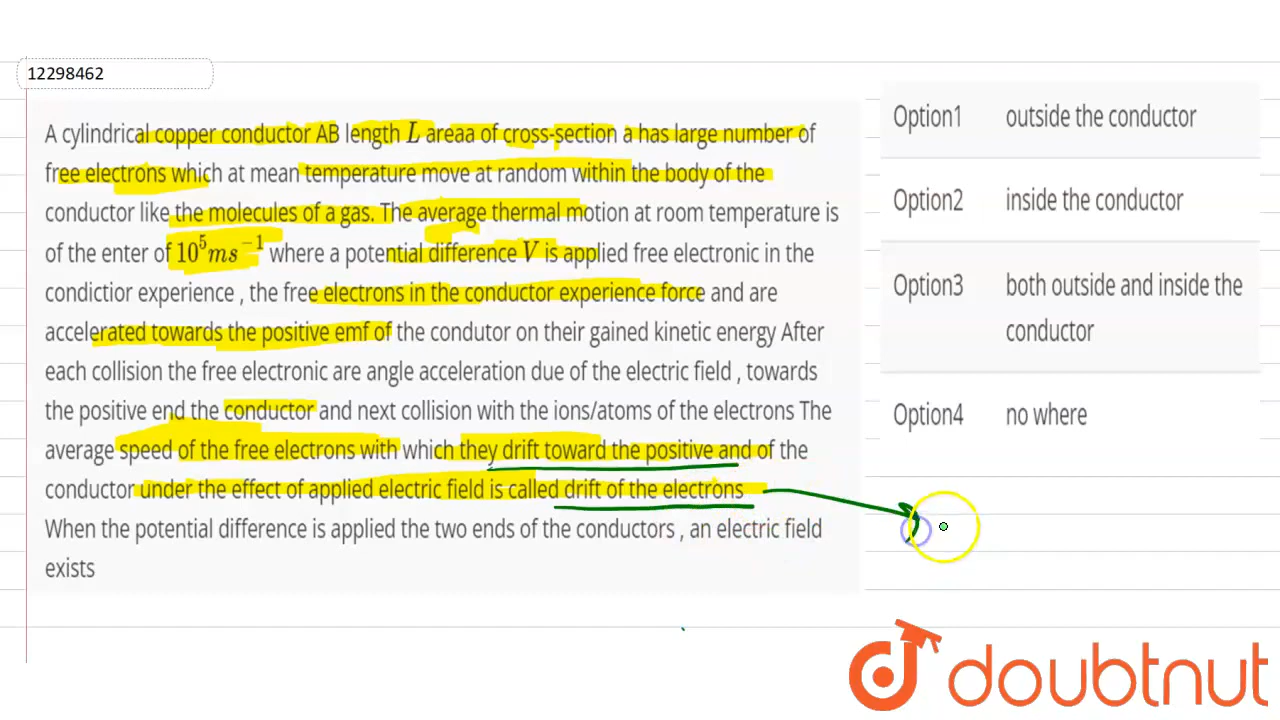 12298462
A cylindrical copper conductor AB length L areaa of cross-section a has large number of
free electrons which at mean temperature move at random within the body of the
conductor like the molecules of a gas. The average thermal motion at room temperature is
of the enter of 10^5 ms^-1 where a potential difference V is applied free electronic in the
condictior experience , the free electrons in the conductor experience force and are
accelerated towards the positive emf of the condutor on their gained kinetic energy After
each collision the free electronic are angle acceleration due of the electric field , towards
the positive end the conductor and next collision with the ions/atoms of the electrons The
average speed of the free electrons with which they drift toward the positive and of the
conductor under the effect of applied electric field is called drift of the electrons
When the potential difference is applied the two ends of the conductors , an electric field
exists
Option1 outside the conductor
Option2 inside the conductor
Option3 both outside and inside the
conductor
Option4 no where
doubtnut